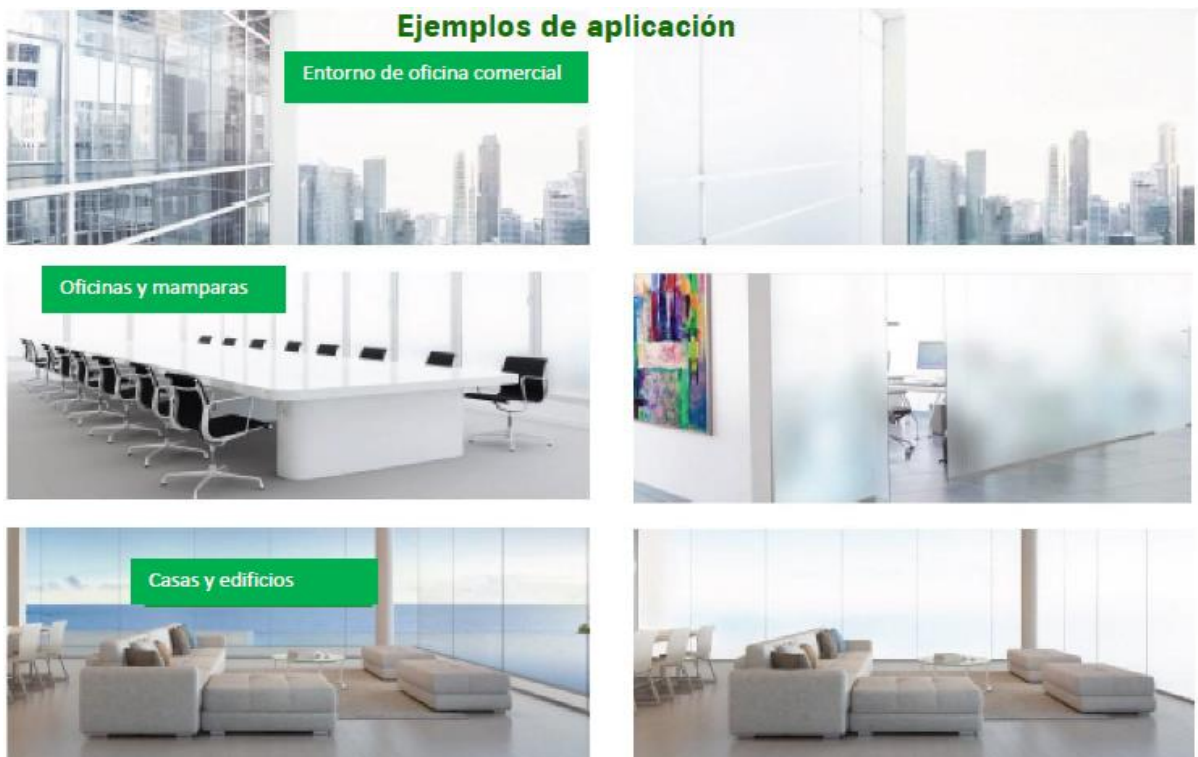 Ejemplos de aplicación
Entorno de oficina comercial
Oficinas y mamparas
Casas y edificios